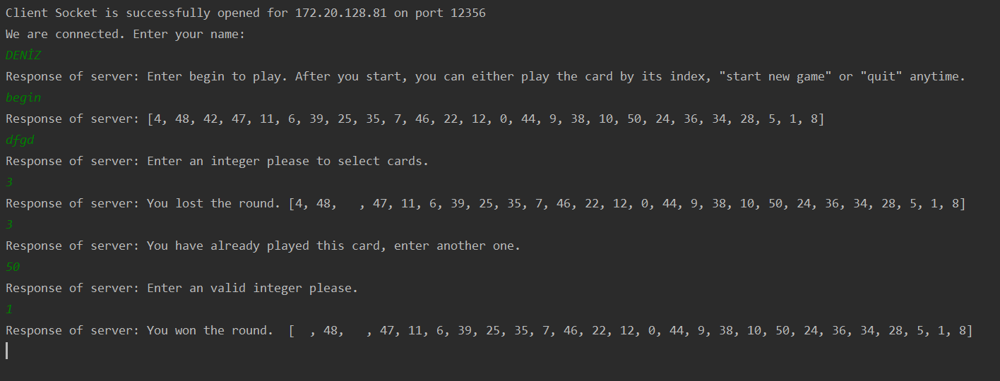 Client Socket is successfully opened for 172.20.128.81 on port 12356
We are connected. Enter your name:
DENİZ
Response of server: Enter begin to play. After you start, you can either play the card by its index, "start new game" or "quit" anytime.
begin
Response of server: [4, 48, 42, 47, 11, 6, 39, 25, 35, 7, 46, 22, 12, 0, 44, 9, 38, 10, 50, 24, 36, 34, 28, 5, 1, 8]
dfgd
Response of server: Enter an integer please to select cards.
3
Response of server: You lost the round. [4, 48,   , 47, 11, 6, 39, 25, 35, 7, 46, 22, 12, 0, 44, 9, 38, 10, 50, 24, 36, 34, 28, 5, 1, 8]
3
Response of server: You have already played this card, enter another one.
50
Response of server: Enter an valid integer please.
1
Response of server: You won the round.  [  , 48,   , 47, 11, 6, 39, 25, 35, 7, 46, 22, 12, 0, 44, 9, 38, 10, 50, 24, 36, 34, 28, 5, 1, 8]